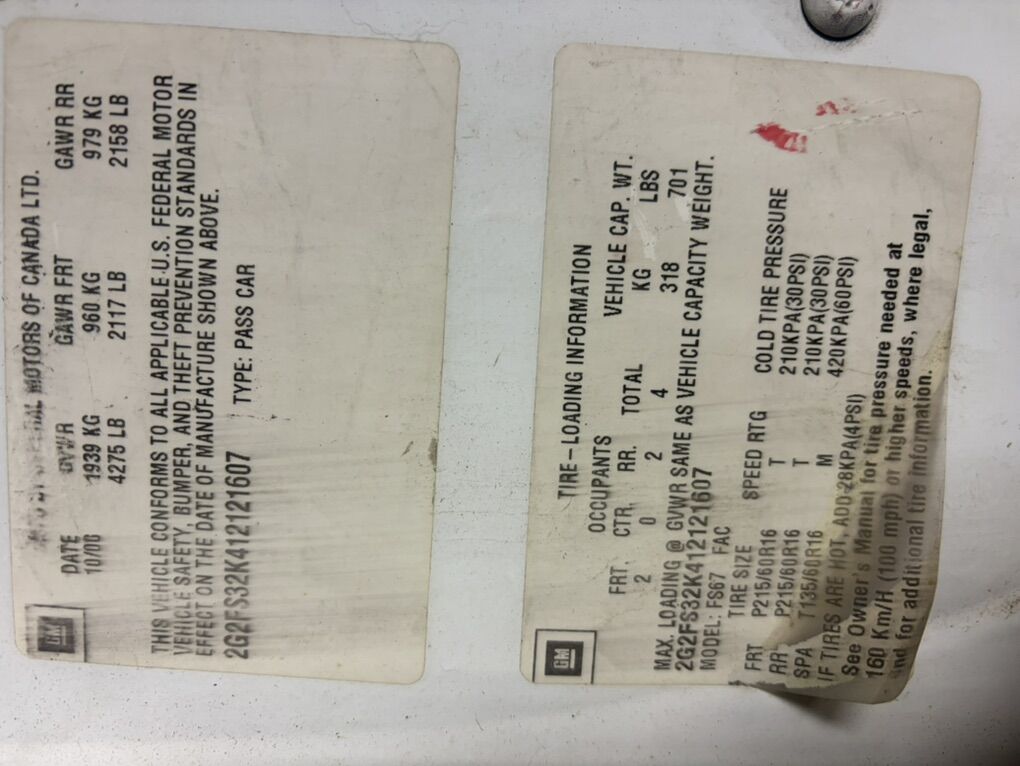 GM
MOTORS OF CANADA LTD.
DATE GVWR GAWR FRT GAWR RR
10/00 1939 KG 960 KG 979 KG
4275 LB 2117 LB 2158 LB
THIS VEHICLE CONFORMS TO ALL APPLICABLE U.S. FEDERAL MOTOR
VEHICLE SAFETY, BUMPER, AND THEFT PREVENTION STANDARDS IN
EFFECT ON THE DATE OF MANUFACTURE SHOWN ABOVE.
2G2FS32K412121607 TYPE: PASS CAR
GM
TIRE-LOADING INFORMATION
OCCUPANTS VEHICLE CAP. WT.
FRT. CTR. RR. TOTAL KG LBS
2 0 2 4 318 701
MAX. LOADING @ GVWR SAME AS VEHICLE CAPACITY WEIGHT.
2G2FS32K412121607
MODEL: FS67 FAC
TIRE SIZE SPEED RTG COLD TIRE PRESSURE
FRT P215/60R16 T 210KPA(30PSI)
RR P215/60R16 T 210KPA(30PSI)
SPA T135/60R16 M 420KPA(60PSI)
IF TIRES ARE HOT, ADD 28KPA(4PSI)
See Owner's Manual for tire pressure needed at
160 Km/H (100 mph) or higher speeds, where legal,
and for additional tire information.